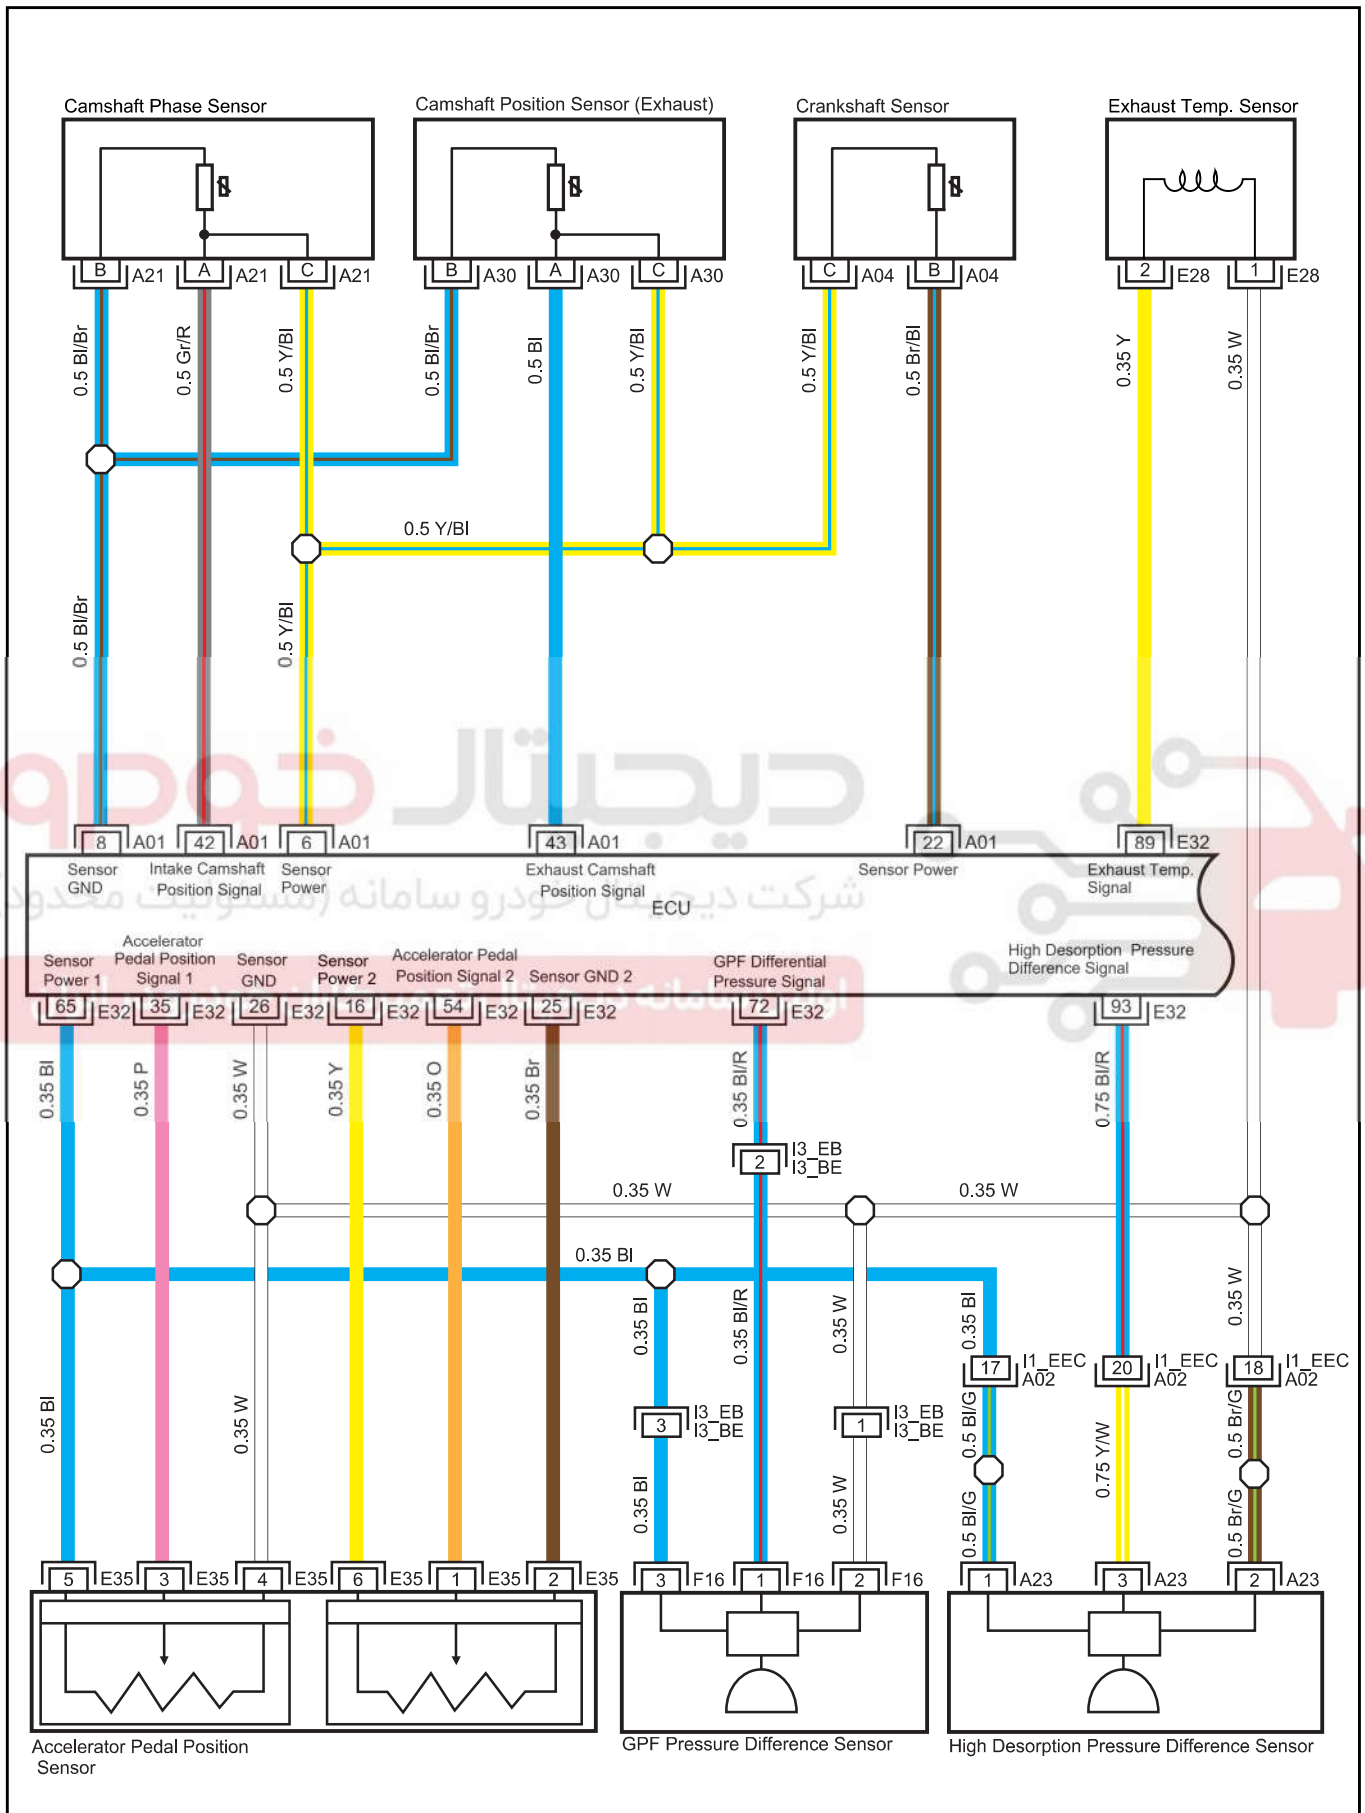 Camshaft Phase Sensor
Camshaft Position Sensor (Exhaust)
Crankshaft Sensor
Exhaust Temp. Sensor
B A21 A A21 C A21 B A30 A A30 C A30 C A04 B A04 2 E28 1 E28
0.5 Bl/Br
0.5 Gr/R
0.5 Y/Bl
0.5 Bl/Br
0.5 Bl
0.5 Y/Bl
0.5 Y/Bl
0.5 Br/Bl
0.35 Y
0.35 W
0.5 Y/Bl
0.5 Bl/Br
0.5 Y/Bl
دیجیتال خودرو
8 A01 42 A01 6 A01 43 A01 22 A01 89 E32
Sensor
GND
Intake Camshaft
Position Signal
Sensor
Power
Exhaust Camshaft
Position Signal
Sensor Power
Exhaust Temp.
Signal
شرکت دیجیتال خودرو سامانه (مسئولیت محدود)
ECU
Sensor
Power 1
Accelerator
Pedal Position
Signal 1
Sensor
GND
Sensor
Power 2
Accelerator Pedal
Position Signal 2
Sensor GND 2
GPF Differential
Pressure Signal
High Desorption Pressure
Difference Signal
65 E32 35 E32 26 E32 16 E32 54 E32 25 E32 72 E32 93 E32
0.35 Bl
0.35 P
0.35 W
0.35 Y
0.35 O
0.35 Br
0.35 Bl/R
0.75 Bl/R
2 I3_EB
I3_BE
0.35 W
0.35 W
0.35 Bl
0.35 Bl
0.35 Bl/R
0.35 W
0.35 Bl
0.35 W
17 I1_EEC
A02
20 I1_EEC
A02
18 I1_EEC
A02
0.35 Bl
0.35 W
3 I3_EB
I3_BE
1 I3_EB
I3_BE
0.5 Bl/G
0.75 Y/W
0.5 Br/G
0.35 Bl
0.35 W
0.5 Bl/G
0.5 Br/G
5 E35 3 E35 4 E35 6 E35 1 E35 2 E35 3 F16 1 F16 2 F16 1 A23 3 A23 2 A23
Accelerator Pedal Position
Sensor
GPF Pressure Difference Sensor
High Desorption Pressure Difference Sensor